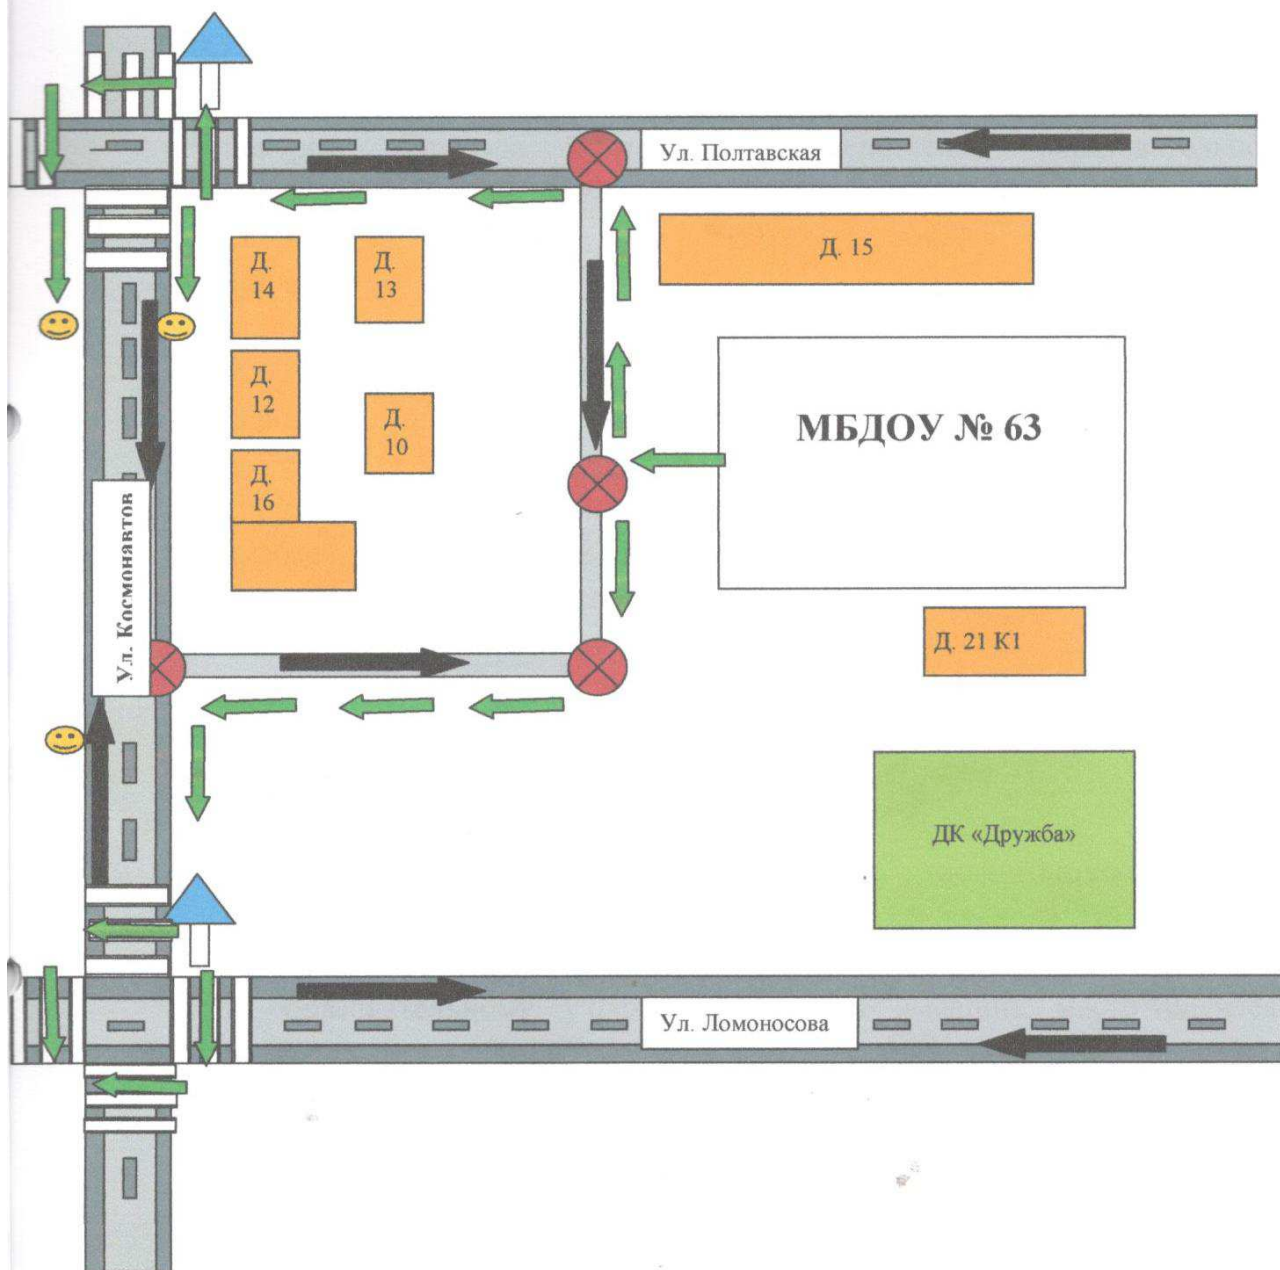 Ул. Полтавская
Д. 15
Д.
14
Д.
13
Д.
12
Д.
10
МБДОУ № 63
Д.
16
Ул. Космонавтов
Д. 21 К1
ДК «Дружба»
Ул. Ломоносова